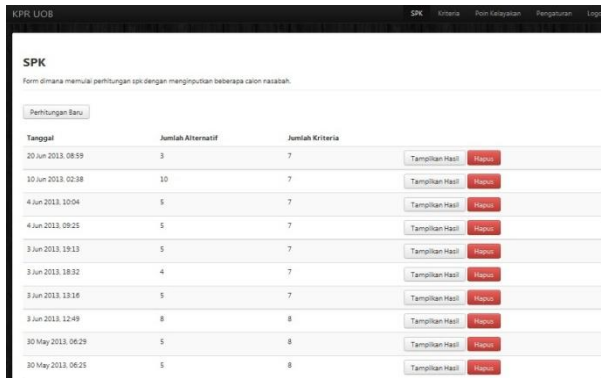 KPR UOB SPK Kriteria Poin Kelayakan Pengaturan Logo
SPK
Form dimana memulai perhitungan spk dengan menginputkan beberapa calon nasabah.
Perhitungan Baru
Tanggal Jumlah Alternatif Jumlah Kriteria
20 Jun 2013, 08:59 3 7 Tampilkan Hasil Hapus
10 Jun 2013, 02:38 10 7 Tampilkan Hasil Hapus
4 Jun 2013, 10:04 5 7 Tampilkan Hasil Hapus
4 Jun 2013, 09:25 5 7 Tampilkan Hasil Hapus
3 Jun 2013, 19:13 5 7 Tampilkan Hasil Hapus
3 Jun 2013, 18:32 4 7 Tampilkan Hasil Hapus
3 Jun 2013, 13:16 5 7 Tampilkan Hasil Hapus
3 Jun 2013, 12:49 8 8 Tampilkan Hasil Hapus
30 May 2013, 06:29 5 8 Tampilkan Hasil Hapus
30 May 2013, 06:25 5 8 Tampilkan Hasil Hapus